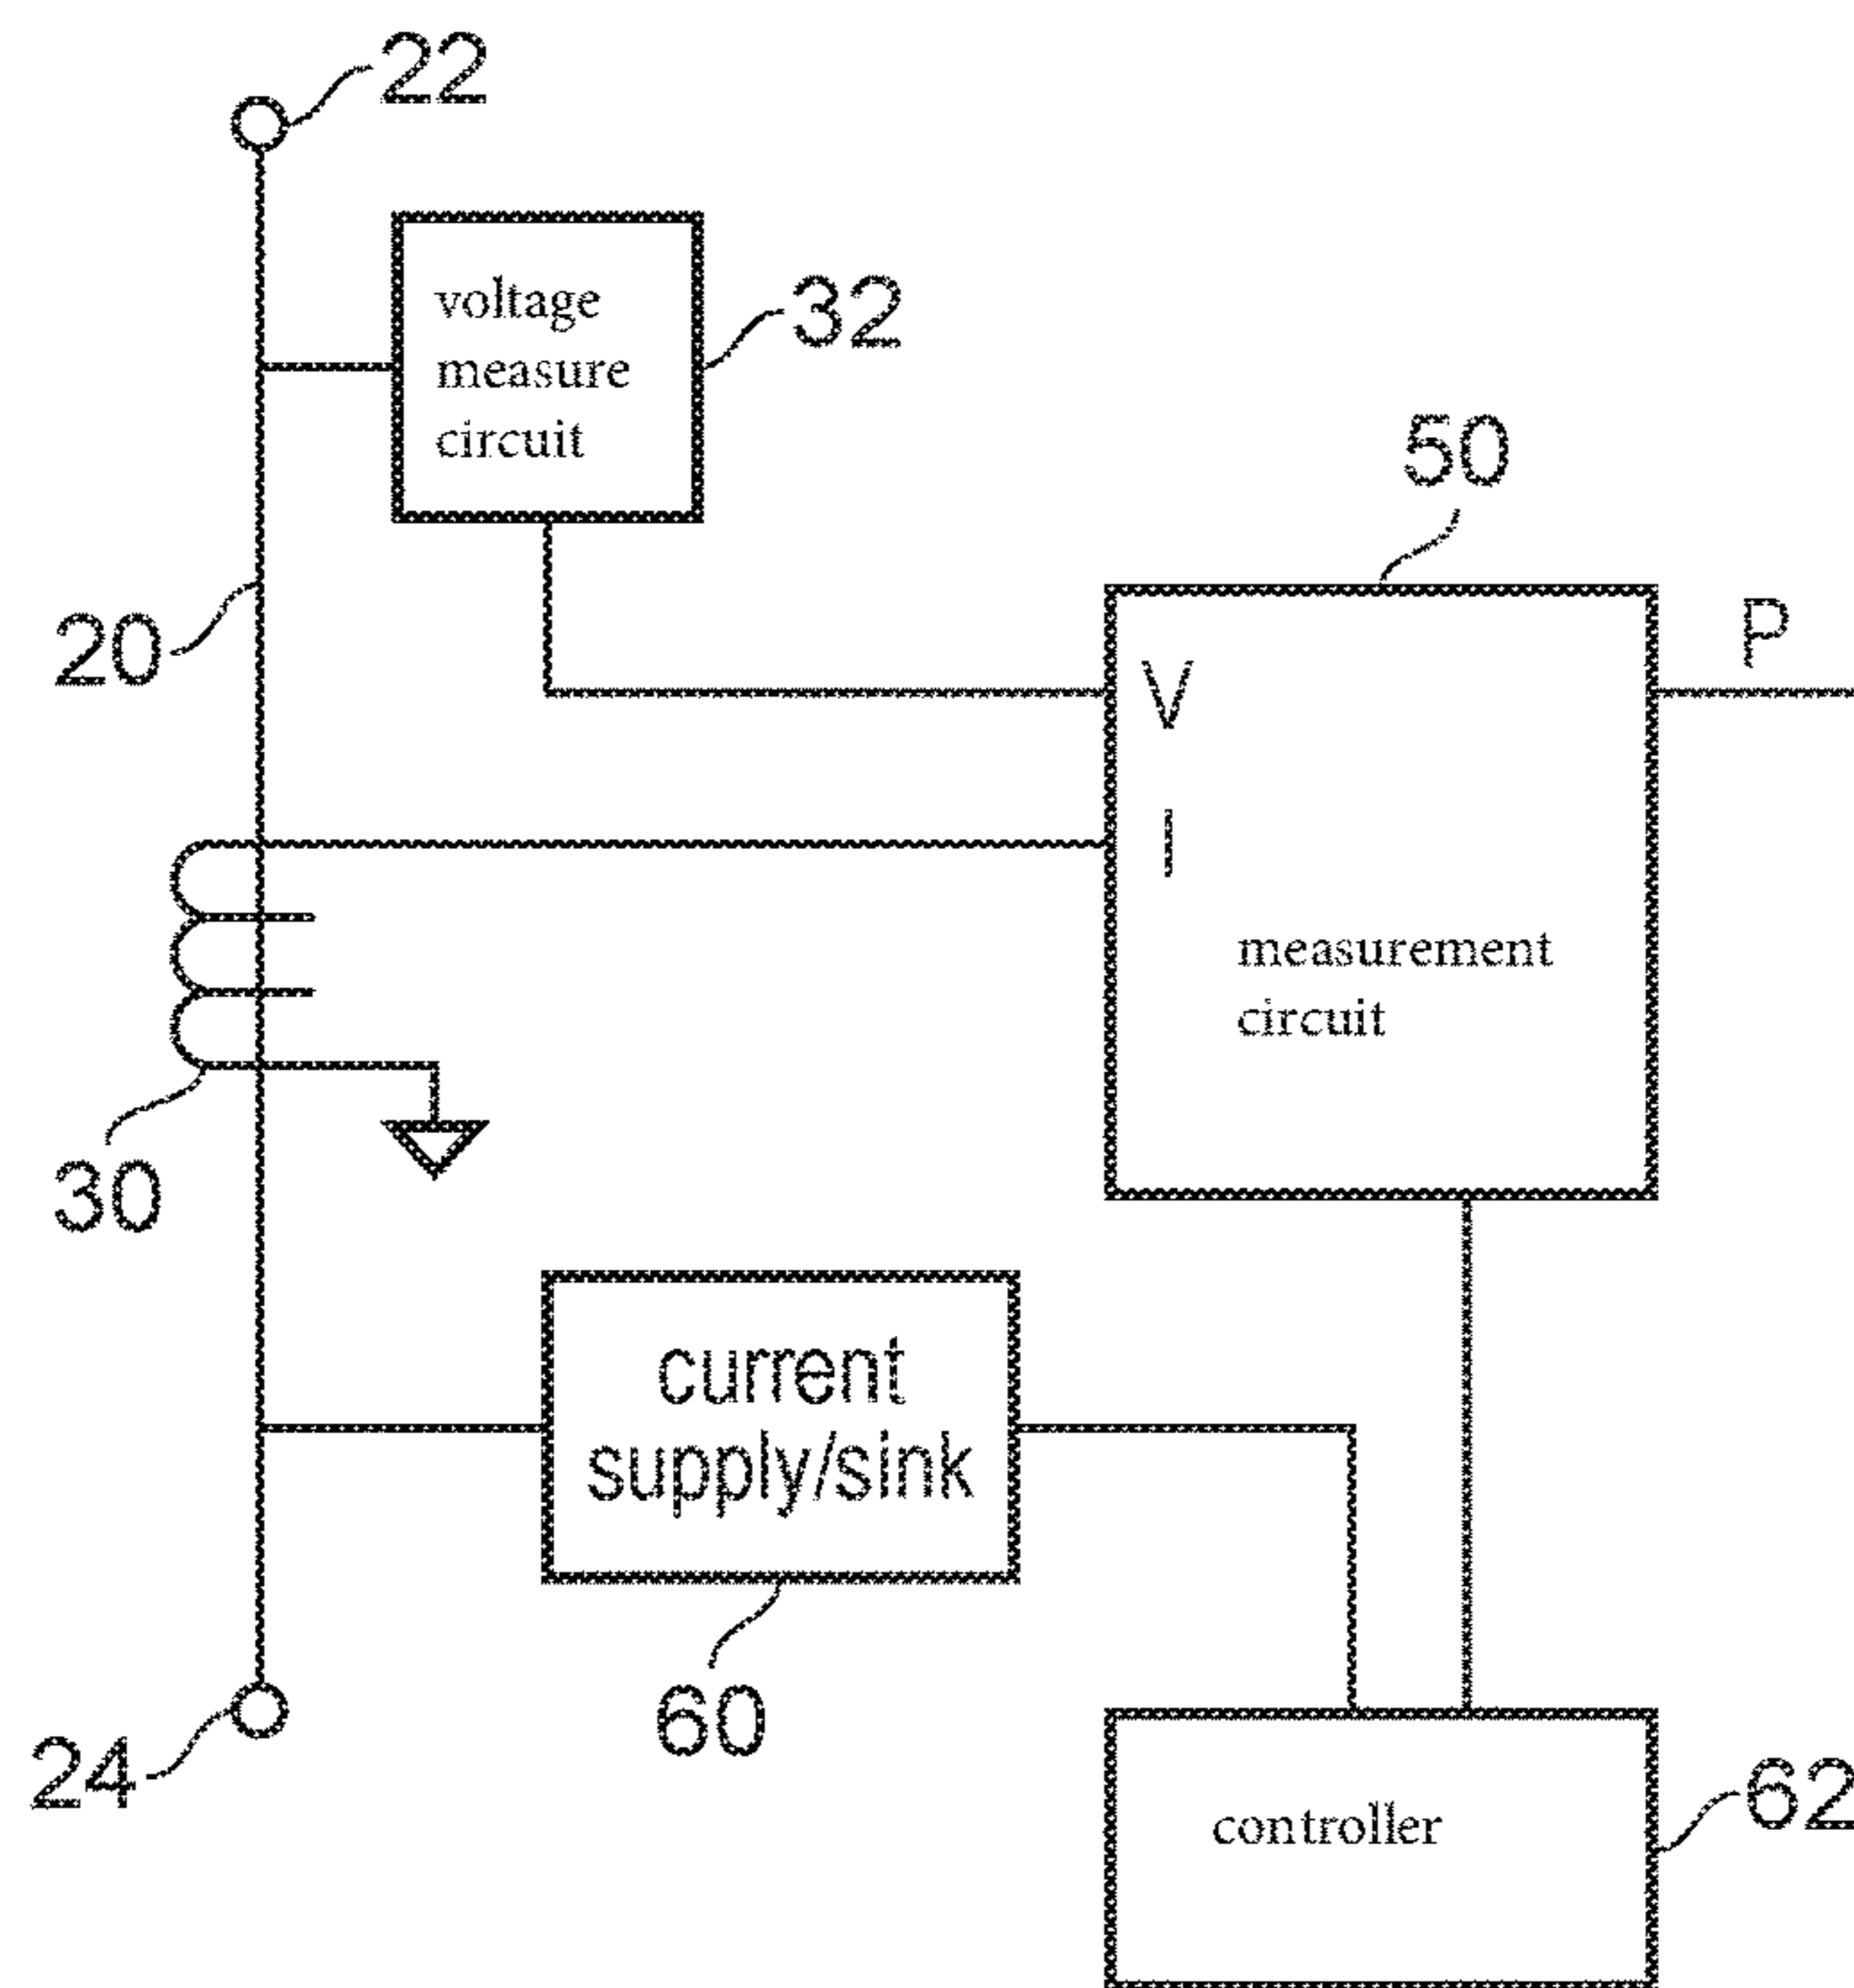 22
voltage
measure
circuit
32
50
20
V
P
I
measurement
circuit
30
current
supply/sink
60
24
controller
62